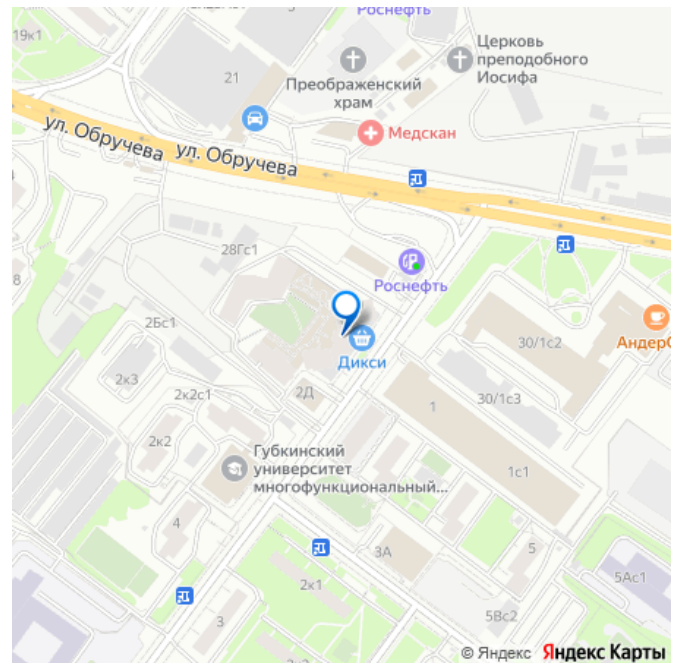 Роснефть
19к1
21
Преображенский
храм
Церковь
преподобного
Иосифа
Медскан
ул. Обручева
ул. Обручева
28Гс1
Роснефть
8
2Бс1
Дикси
30/1с2
АндерС
2к3
2к2с1
2Д
1
30/1с3
2к2
Губкинский
университет
многофункциональный...
1с1
4
3А
5
2к1
5Ас1
3
5Вс2
© Яндекс Яндекс Карты